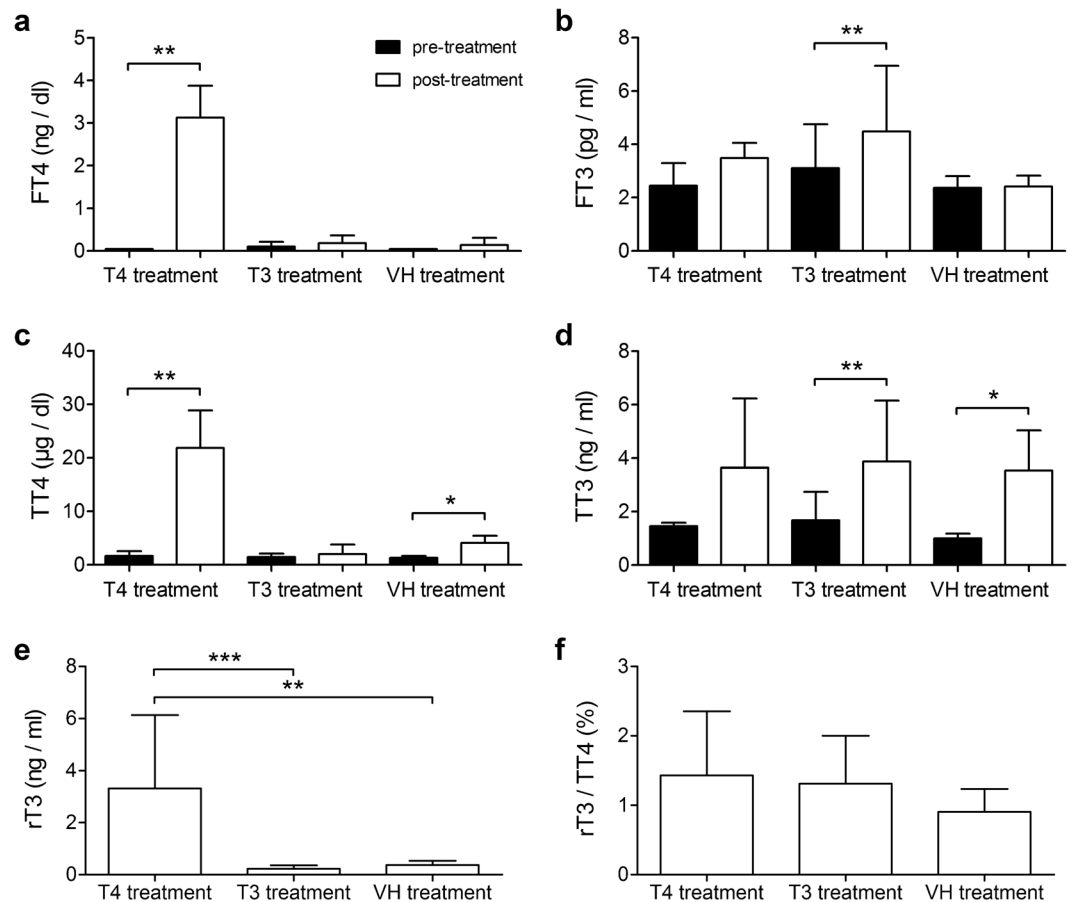 a
FT4 (ng / dl)
5
4
3
2
1
0
**
pre-treatment
post-treatment
T4 treatment
T3 treatment
VH treatment
b
FT3 (pg / ml)
8
6
4
2
0
**
T4 treatment
T3 treatment
VH treatment
c
TT4 (µg / dl)
40
30
20
10
0
**
*
T4 treatment
T3 treatment
VH treatment
d
TT3 (ng / ml)
8
6
4
2
0
**
*
T4 treatment
T3 treatment
VH treatment
e
rT3 (ng / ml)
8
6
4
2
0
***
**
T4 treatment
T3 treatment
VH treatment
f
rT3 / TT4 (%)
3
2
1
0
T4 treatment
T3 treatment
VH treatment